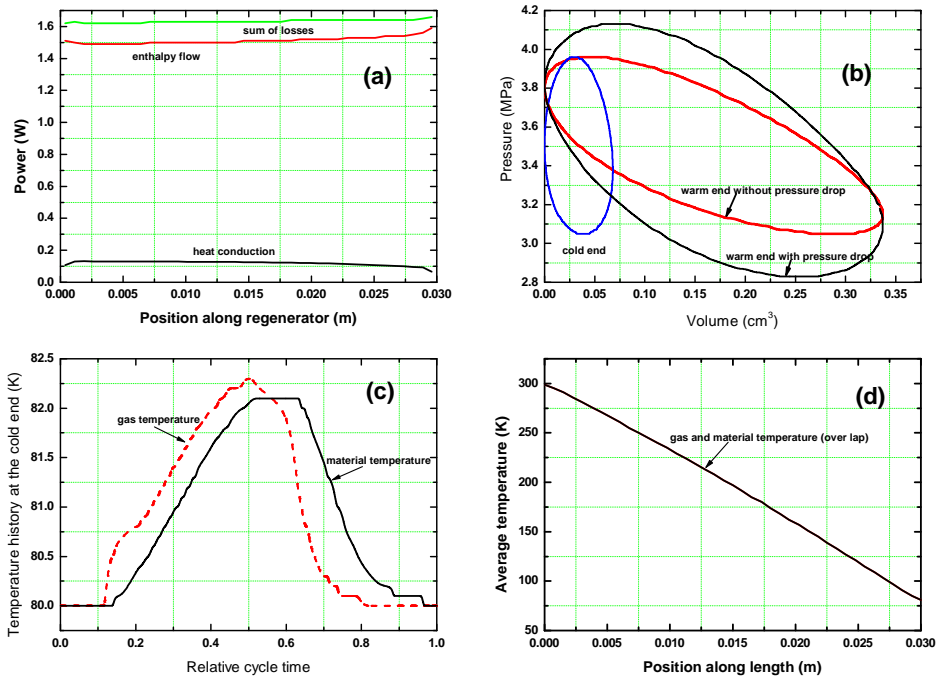 1.6
1.4
1.2
1.0
0.8
0.6
0.4
0.2
0.0
Power (W)
sum of losses
enthalpy flow
(a)
heat conduction
0.000
0.005
0.010
0.015
0.020
0.025
0.030
Position along regenerator (m)
4.2
4.0
3.8
3.6
3.4
3.2
3.0
2.8
Pressure (MPa)
(b)
warm end without pressure drop
cold end
warm end with pressure drop
0.00
0.05
0.10
0.15
0.20
0.25
0.30
0.35
Volume (cm³)
82.5
82.0
81.5
81.0
80.5
80.0
Temperature history at the cold end (K)
(c)
gas temperature
material temperature
0.0
0.2
0.4
0.6
0.8
1.0
Relative cycle time
300
250
200
150
100
50
Average temperature (K)
(d)
gas and material temperature (over lap)
0.000
0.005
0.010
0.015
0.020
0.025
0.030
Position along length (m)